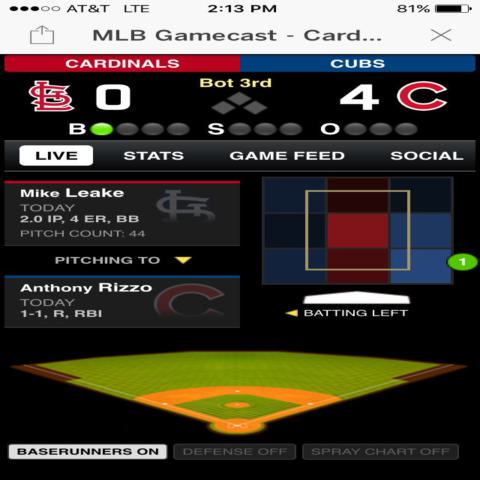 AT&T LTE 2:13 PM 81%
MLB Gamecast - Card...
CARDINALS CUBS
Bot 3rd
STL 0 4 C
B S O
LIVE STATS GAME FEED SOCIAL
Mike Leake
TODAY
2.0 IP, 4 ER, BB
PITCH COUNT: 44
STL
PITCHING TO
Anthony Rizzo
TODAY
1-1, R, RBI
C
1
BATTING LEFT
BASERUNNERS ON DEFENSE OFF SPRAY CHART OFF